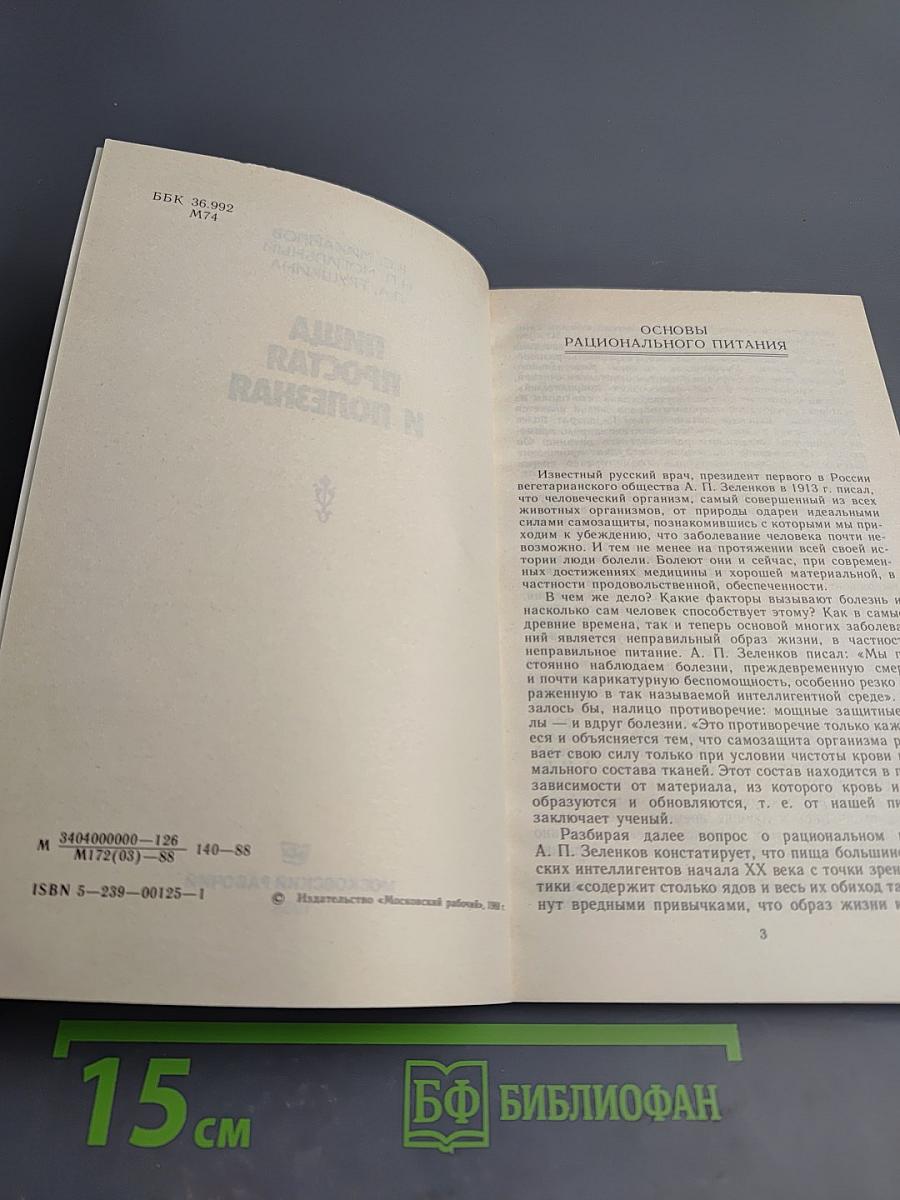 ББК 36.992
М74
ПИЩА
ПРОСТАЯ
И ПОЛЕЗНАЯ
М 3404000000—126 140—88
М172(03)—88
ISBN 5—239—00125—1
© Издательство «Московский рабочий», 1988 г.
ОСНОВЫ
РАЦИОНАЛЬНОГО ПИТАНИЯ
Известный русский врач, президент первого в России
вегетарианского общества А. П. Зеленков в 1913 г. писал,
что человеческий организм, самый совершенный из всех
животных организмов, от природы одарен идеальными
силами самозащиты, познакомившись с которыми мы при-
ходим к убеждению, что заболевание человека почти не-
возможно. И тем не менее на протяжении всей своей ис-
тории люди болели. Болеют они и сейчас, при современ-
ных достижениях медицины и хорошей материальной, в
частности продовольственной, обеспеченности.
В чем же дело? Какие факторы вызывают болезнь и
насколько сам человек способствует этому? Как в самы
древние времена, так и теперь основой многих заболева
ний является неправильный образ жизни, в частност
неправильное питание. А. П. Зеленков писал: «Мы п
стоянно наблюдаем болезни, преждевременную смер
и почти карикатурную беспомощность, особенно резко
раженную в так называемой интеллигентной среде».
залось бы, налицо противоречие: мощные защитные
лы — и вдруг болезни. «Это противоречие только каж
еся и объясняется тем, что самозащита организма р
вает свою силу только при условии чистоты крови
мального состава тканей. Этот состав находится в п
зависимости от материала, из которого кровь и
образуются и обновляются, т. е. от нашей пи
заключает ученый.
Разбирая далее вопрос о рациональном
А. П. Зеленков констатирует, что пища большинс
ских интеллигентов начала XX века с точки зрен
тики «содержит столько ядов и весь их обиход та
нут вредными привычками, что образ жизни и
3
15 см
БФ БИБЛИОФАН